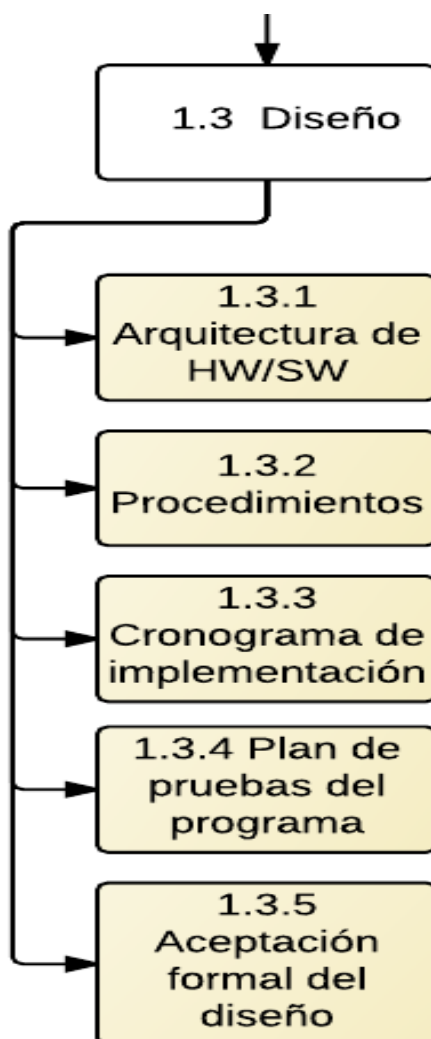 1.3 Diseño
1.3.1
Arquitectura de
HW/SW
1.3.2
Procedimientos
1.3.3
Cronograma de
implementación
1.3.4 Plan de
pruebas del
programa
1.3.5
Aceptación
formal del
diseño